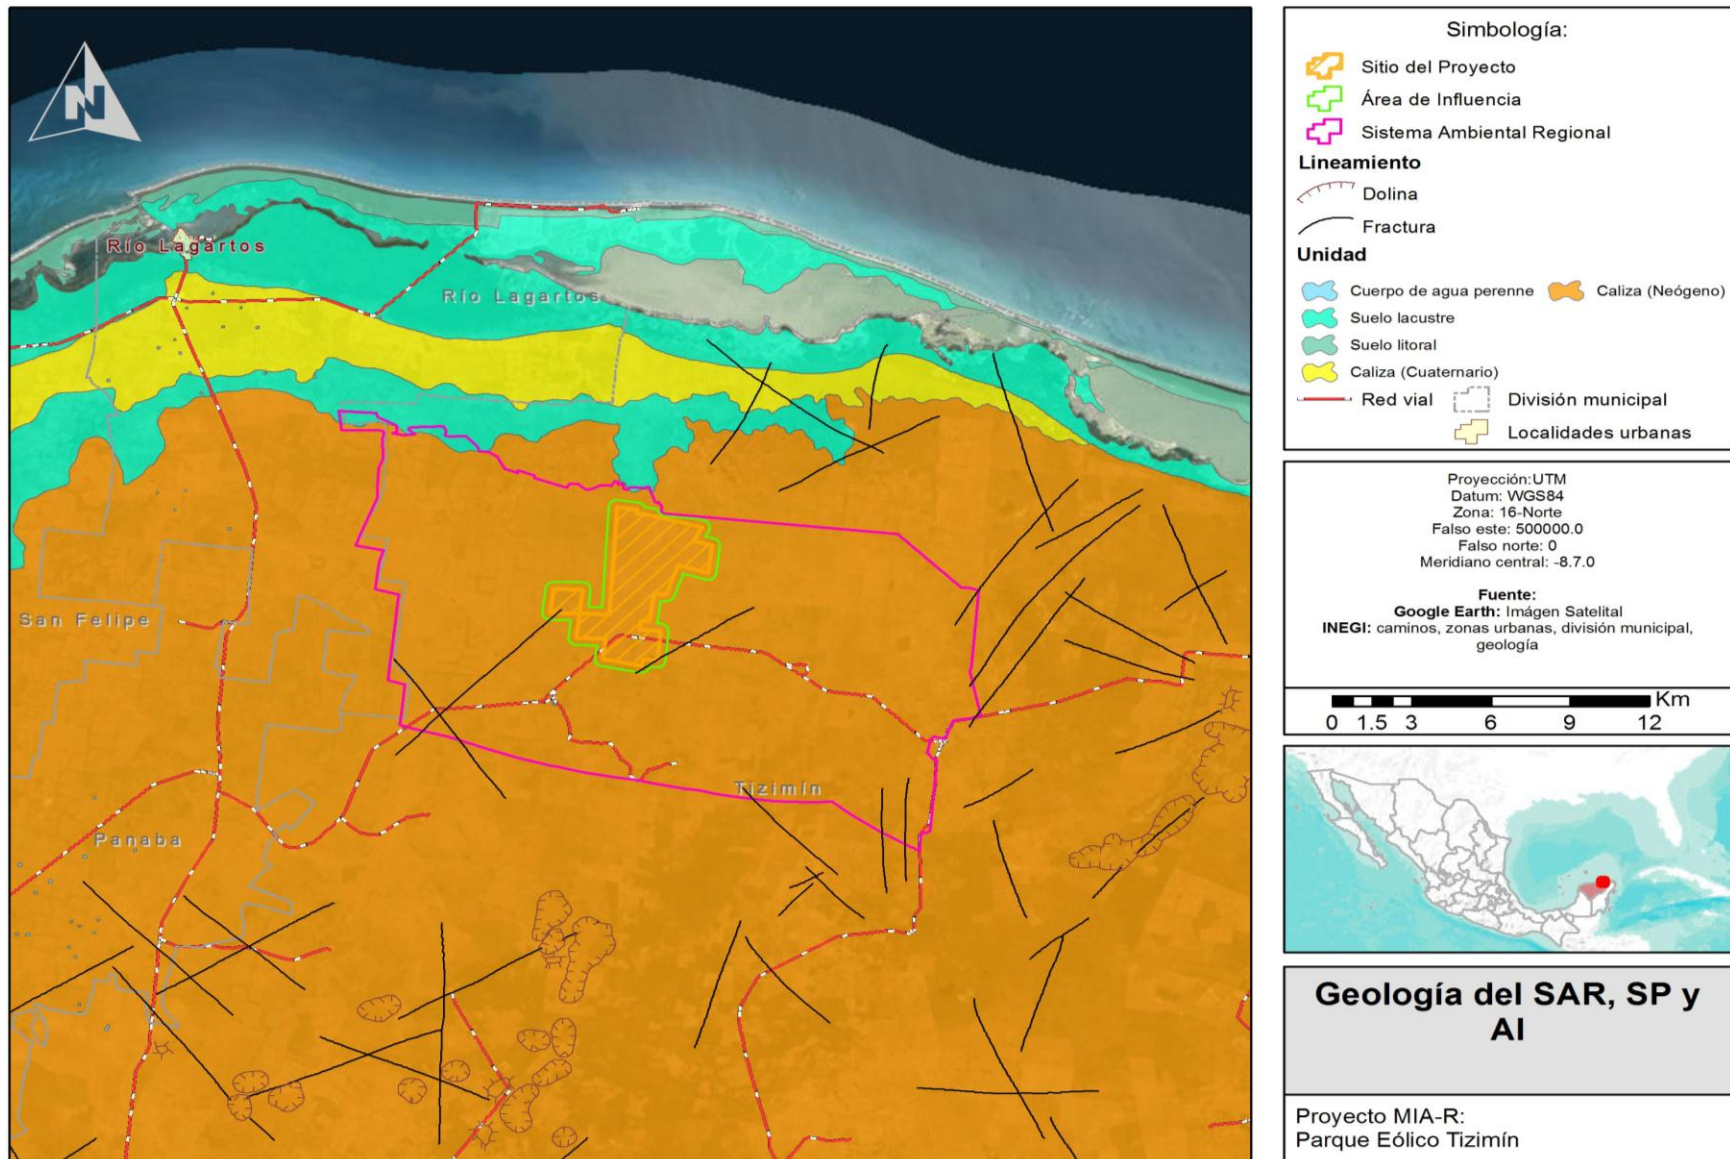 N
Río Lagartos
Río Lagartos
San Felipe
Tizimín
Panaba
Simbología:
Sitio del Proyecto
Área de Influencia
Sistema Ambiental Regional
Lineamiento
Dolina
Fractura
Unidad
Cuerpo de agua perenne Caliza (Neógeno)
Suelo lacustre
Suelo litoral
Caliza (Cuaternario)
Red vial División municipal
Localidades urbanas
Proyección:UTM
Datum: WGS84
Zona: 16-Norte
Falso este: 500000.0
Falso norte: 0
Meridiano central: -8.7.0
Fuente:
Google Earth: Imágen Satelital
INEGI: caminos, zonas urbanas, división municipal,
geología
Km
0 1.5 3 6 9 12
Geología del SAR, SP y
AI
Proyecto MIA-R:
Parque Eólico Tizimín